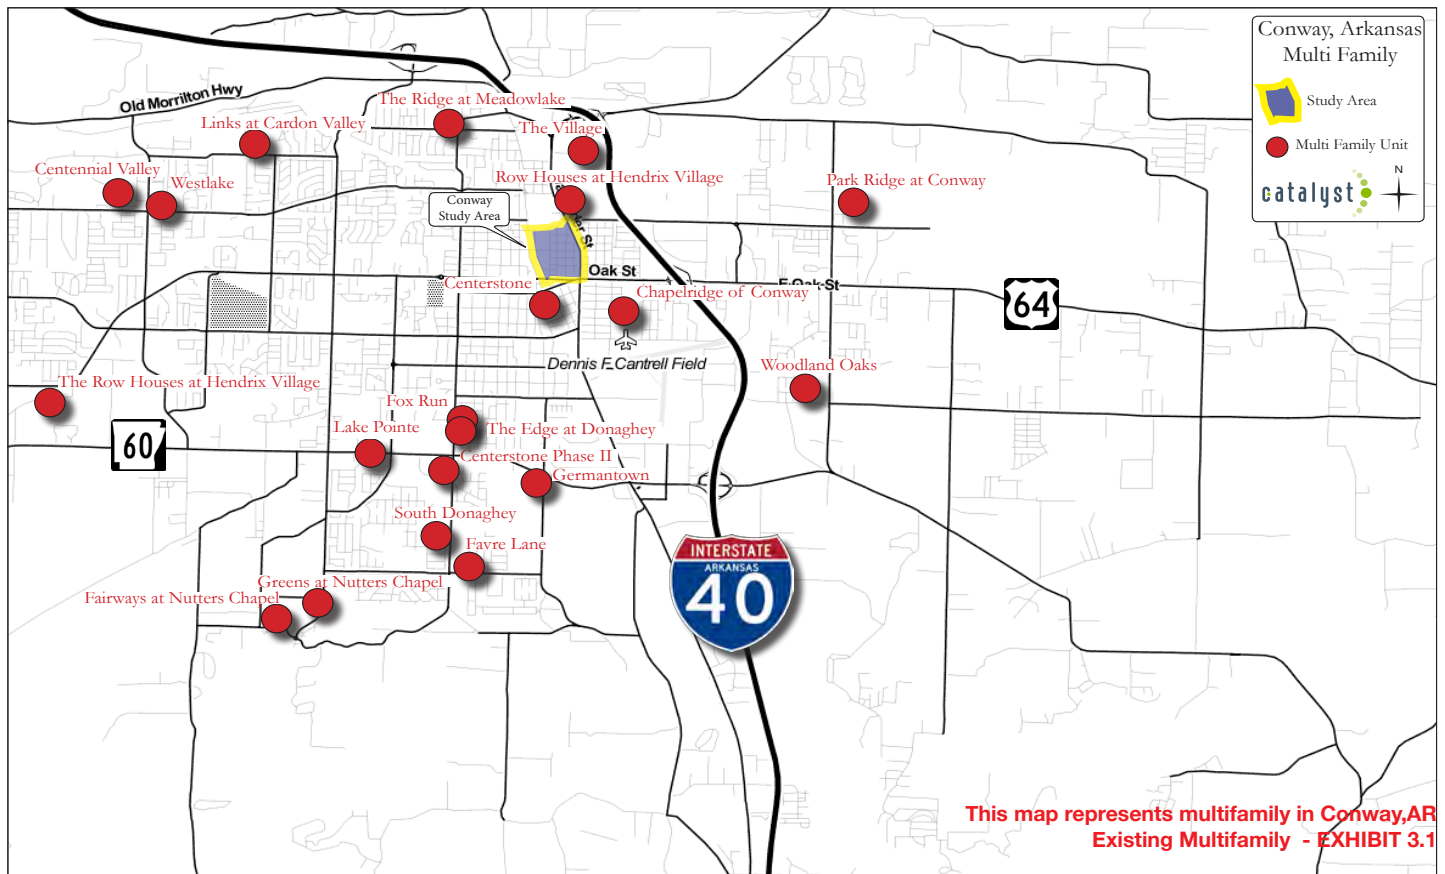 Conway, Arkansas
Multi Family
Study Area
Multi Family Unit
catalyst
N
Old Morrilton Hwy
The Ridge at Meadowlake
Links at Cardon Valley
The Village
Centennial Valley
Westlake
Row Houses at Hendrix Village
Park Ridge at Conway
Conway
Study Area
Oak St
E Oak St
Centerstone
Chapelridge of Conway
64
Dennis F Cantrell Field
Woodland Oaks
The Row Houses at Hendrix Village
Fox Run
Lake Pointe
The Edge at Donaghey
60
Centerstone Phase II
Germantown
South Donaghey
Favre Lane
INTERSTATE
ARKANSAS
40
Greens at Nutters Chapel
Fairways at Nutters Chapel
This map represents multifamily in Conway,AR
Existing Multifamily - EXHIBIT 3.1